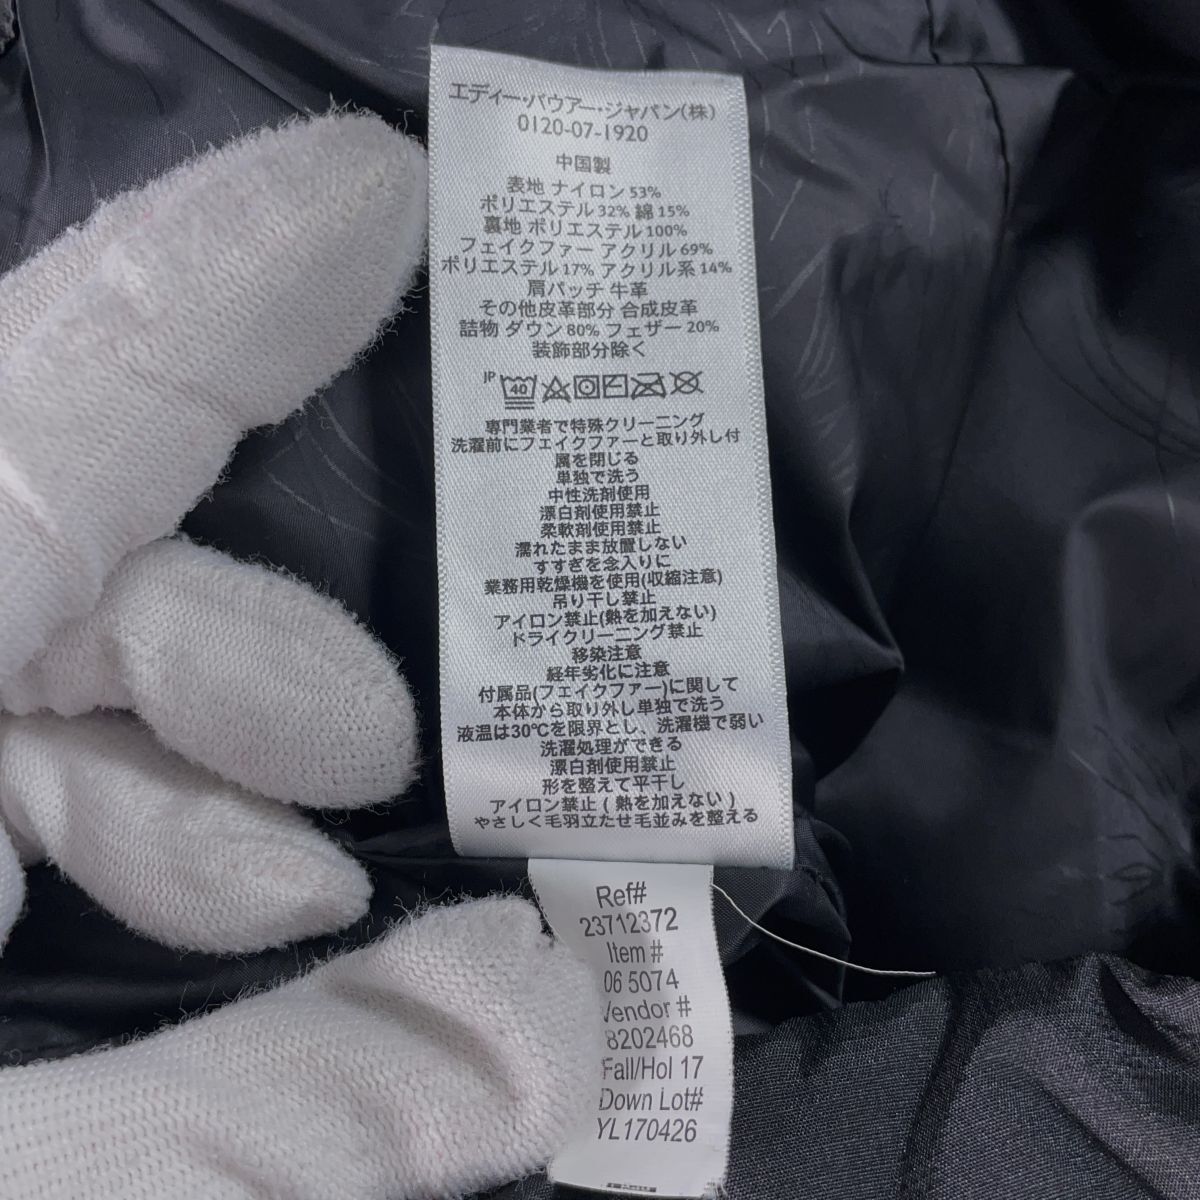 エディー・バウアー・ジャパン(株)
0120-07-1920
中国製
表地 ナイロン 53%
ポリエステル 32% 綿 15%
裏地 ポリエステル 100%
フェイクファー アクリル 69%
ポリエステル 17% アクリル系 14%
肩パッチ 牛革
その他皮革部分 合成皮革
詰物 ダウン 80% フェザー 20%
装飾部分除く
JP 40
専門業者で特殊クリーニング
洗濯前にフェイクファーと取り外し付
属を閉じる
単独で洗う
中性洗剤使用
漂白剤使用禁止
柔軟剤使用禁止
濡れたまま放置しない
すすぎを念入りに
業務用乾燥機を使用(収縮注意)
吊り干し禁止
アイロン禁止(熱を加えない)
ドライクリーニング禁止
移染注意
経年劣化に注意
付属品(フェイクファー)に関して
本体から取り外し単独で洗う
液温は30℃を限界とし、洗濯機で弱い
洗濯処理ができる
漂白剤使用禁止
形を整えて平干し
アイロン禁止(熱を加えない)
やさしく毛羽立たせ毛並みを整える
Ref#
23712372
Item #
06 5074
Vendor #
8202468
Fall/Hol 17
Down Lot#
YL170426